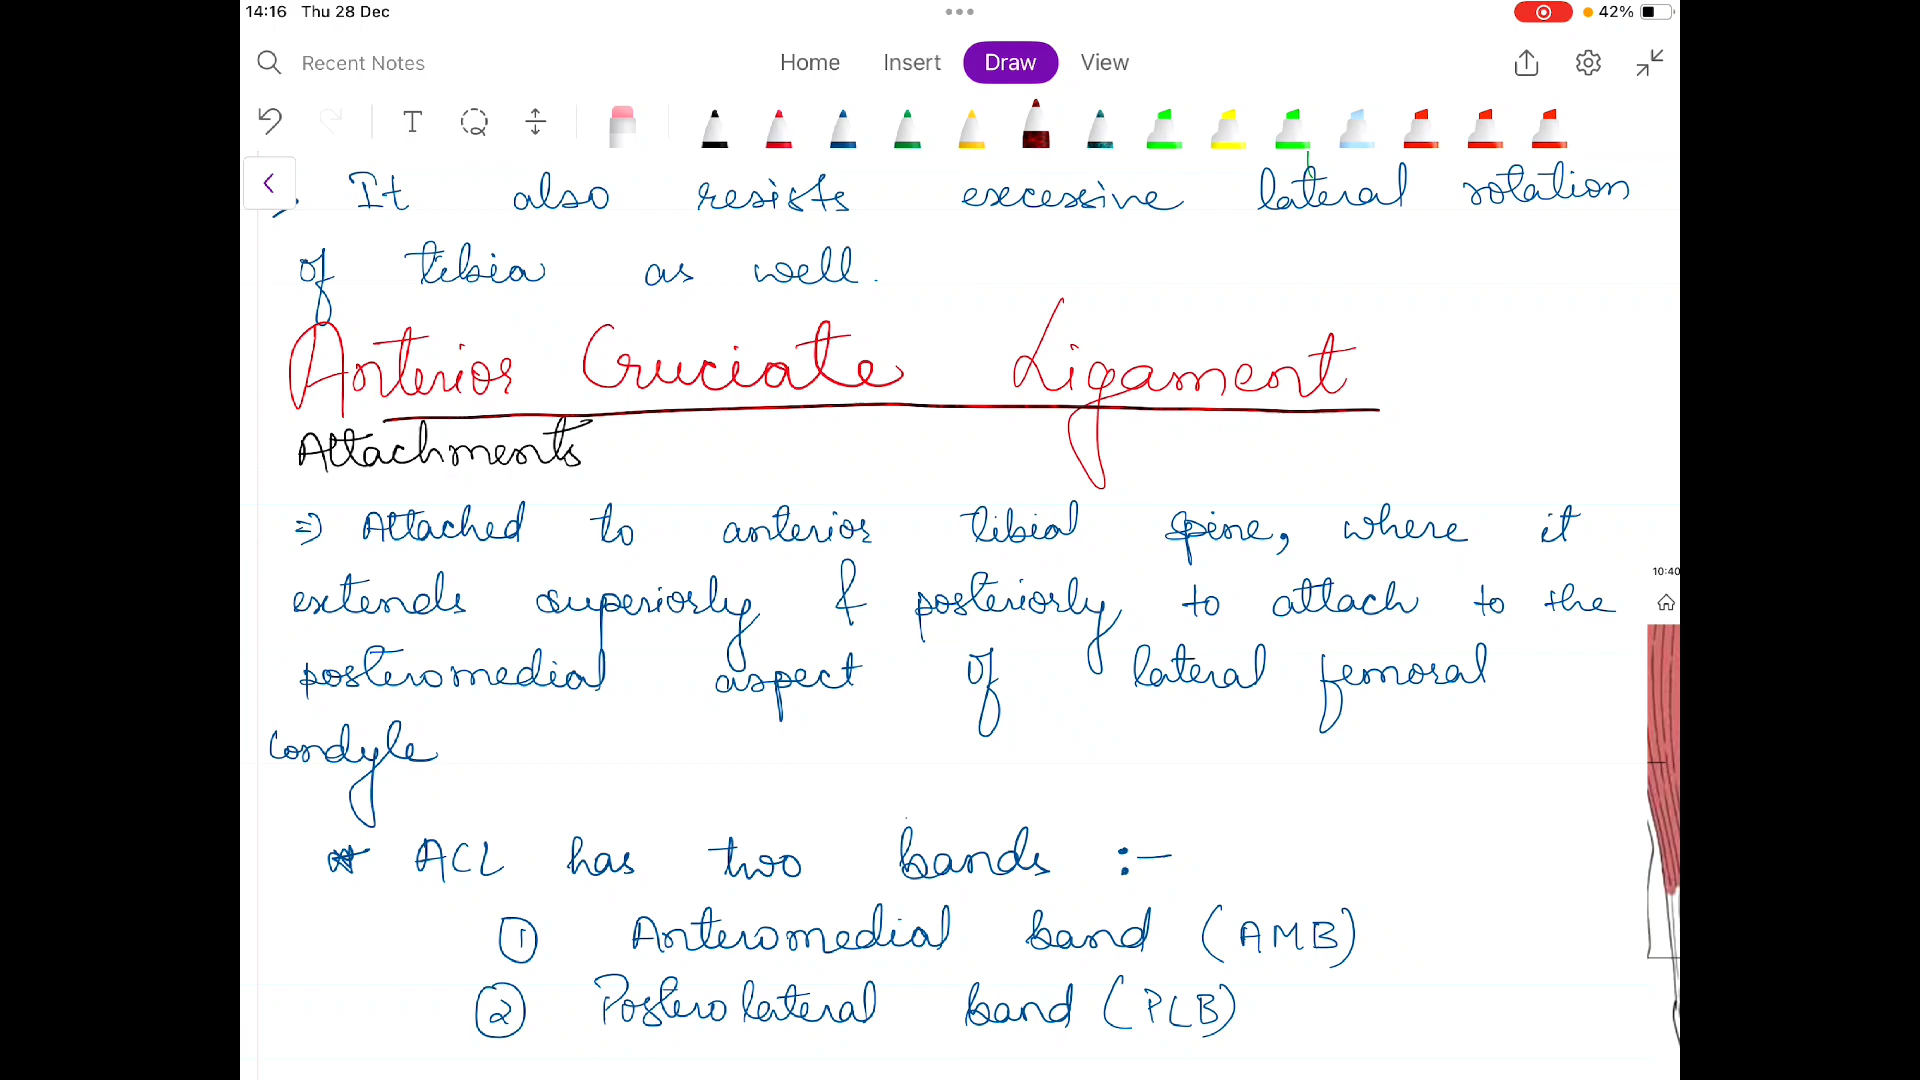 14:16 Thu 28 Dec
42%
Recent Notes
Home Insert Draw View
T
It also resists excessive lateral rotation
of tibia as well.
Anterior Cruciate Ligament
Attachments
⇒ Attached to anterior tibial spine, where it
extends superiorly & posteriorly to attach to the
posteromedial aspect of lateral femoral
condyle
10:40
* ACL has two bands :-
① Anteromedial band (AMB)
② Posterolateral band (PLB)